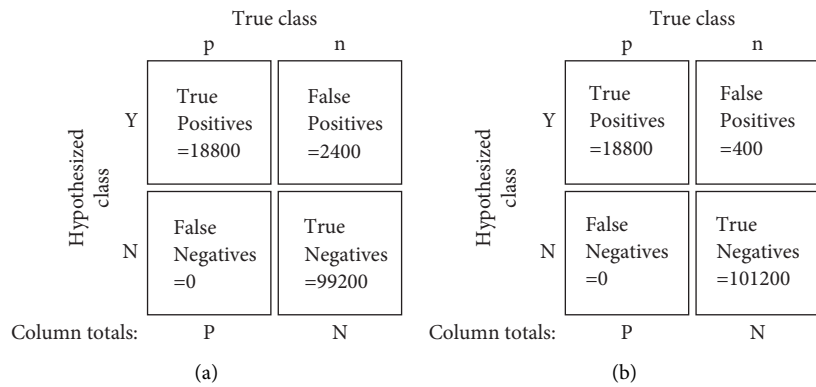 True class
p
n
Hypothesized
class
Y
True
Positives
=18800
False
Positives
=2400
N
False
Negatives
=0
True
Negatives
=99200
Column totals:
P
N
(a)
True class
p
n
Hypothesized
class
Y
True
Positives
=18800
False
Positives
=400
N
False
Negatives
=0
True
Negatives
=101200
Column totals:
P
N
(b)